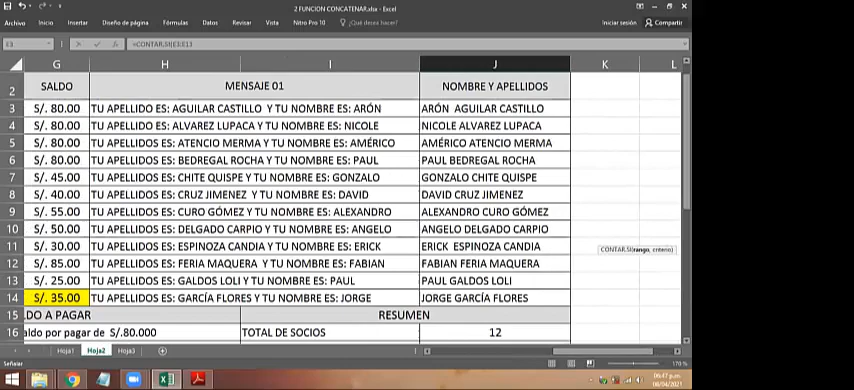 2 FUNCION CONCATENAR.xlsx - Excel
Archivo Inicio Insertar Diseño de página Fórmulas Datos Revisar Vista Nitro Pro 10 ¿Qué desea hacer? Iniciar sesión Compartir
E3 =CONTAR.SI(E3:E13
G H I J K L
2 SALDO MENSAJE 01 NOMBRE Y APELLIDOS
3 S/. 80.00 TU APELLIDO ES: AGUILAR CASTILLO Y TU NOMBRE ES: ARÓN ARÓN AGUILAR CASTILLO
4 S/. 80.00 TU APELLIDO ES: ALVAREZ LUPACA Y TU NOMBRE ES: NICOLE NICOLE ALVAREZ LUPACA
5 S/. 80.00 TU APELLIDOS ES: ATENCIO MERMA Y TU NOMBRE ES: AMÉRICO AMÉRICO ATENCIO MERMA
6 S/. 80.00 TU APELLIDOS ES: BEDREGAL ROCHA Y TU NOMBRE ES: PAUL PAUL BEDREGAL ROCHA
7 S/. 45.00 TU APELLIDOS ES: CHITE QUISPE Y TU NOMBRE ES: GONZALO GONZALO CHITE QUISPE
8 S/. 40.00 TU APELLIDOS ES: CRUZ JIMENEZ Y TU NOMBRE ES: DAVID DAVID CRUZ JIMENEZ
9 S/. 55.00 TU APELLIDOS ES: CURO GÓMEZ Y TU NOMBRE ES: ALEXANDRO ALEXANDRO CURO GÓMEZ
10 S/. 50.00 TU APELLIDOS ES: DELGADO CARPIO Y TU NOMBRE ES: ANGELO ANGELO DELGADO CARPIO
11 S/. 30.00 TU APELLIDOS ES: ESPINOZA CANDIA Y TU NOMBRE ES: ERICK ERICK ESPINOZA CANDIA CONTAR.SI(rango, criterio)
12 S/. 85.00 TU APELLIDOS ES: FERIA MAQUERA Y TU NOMBRE ES: FABIAN FABIAN FERIA MAQUERA
13 S/. 25.00 TU APELLIDOS ES: GALDOS LOLI Y TU NOMBRE ES: PAUL PAUL GALDOS LOLI
14 S/. 35.00 TU APELLIDOS ES: GARCÍA FLORES Y TU NOMBRE ES: JORGE JORGE GARCÍA FLORES
15 DO A PAGAR RESUMEN
16 aldo por pagar de S/.80.000 TOTAL DE SOCIOS 12
Hoja1 Hoja2 Hoja3
Señalar 170 %
06:47 p.m.
08/04/2021